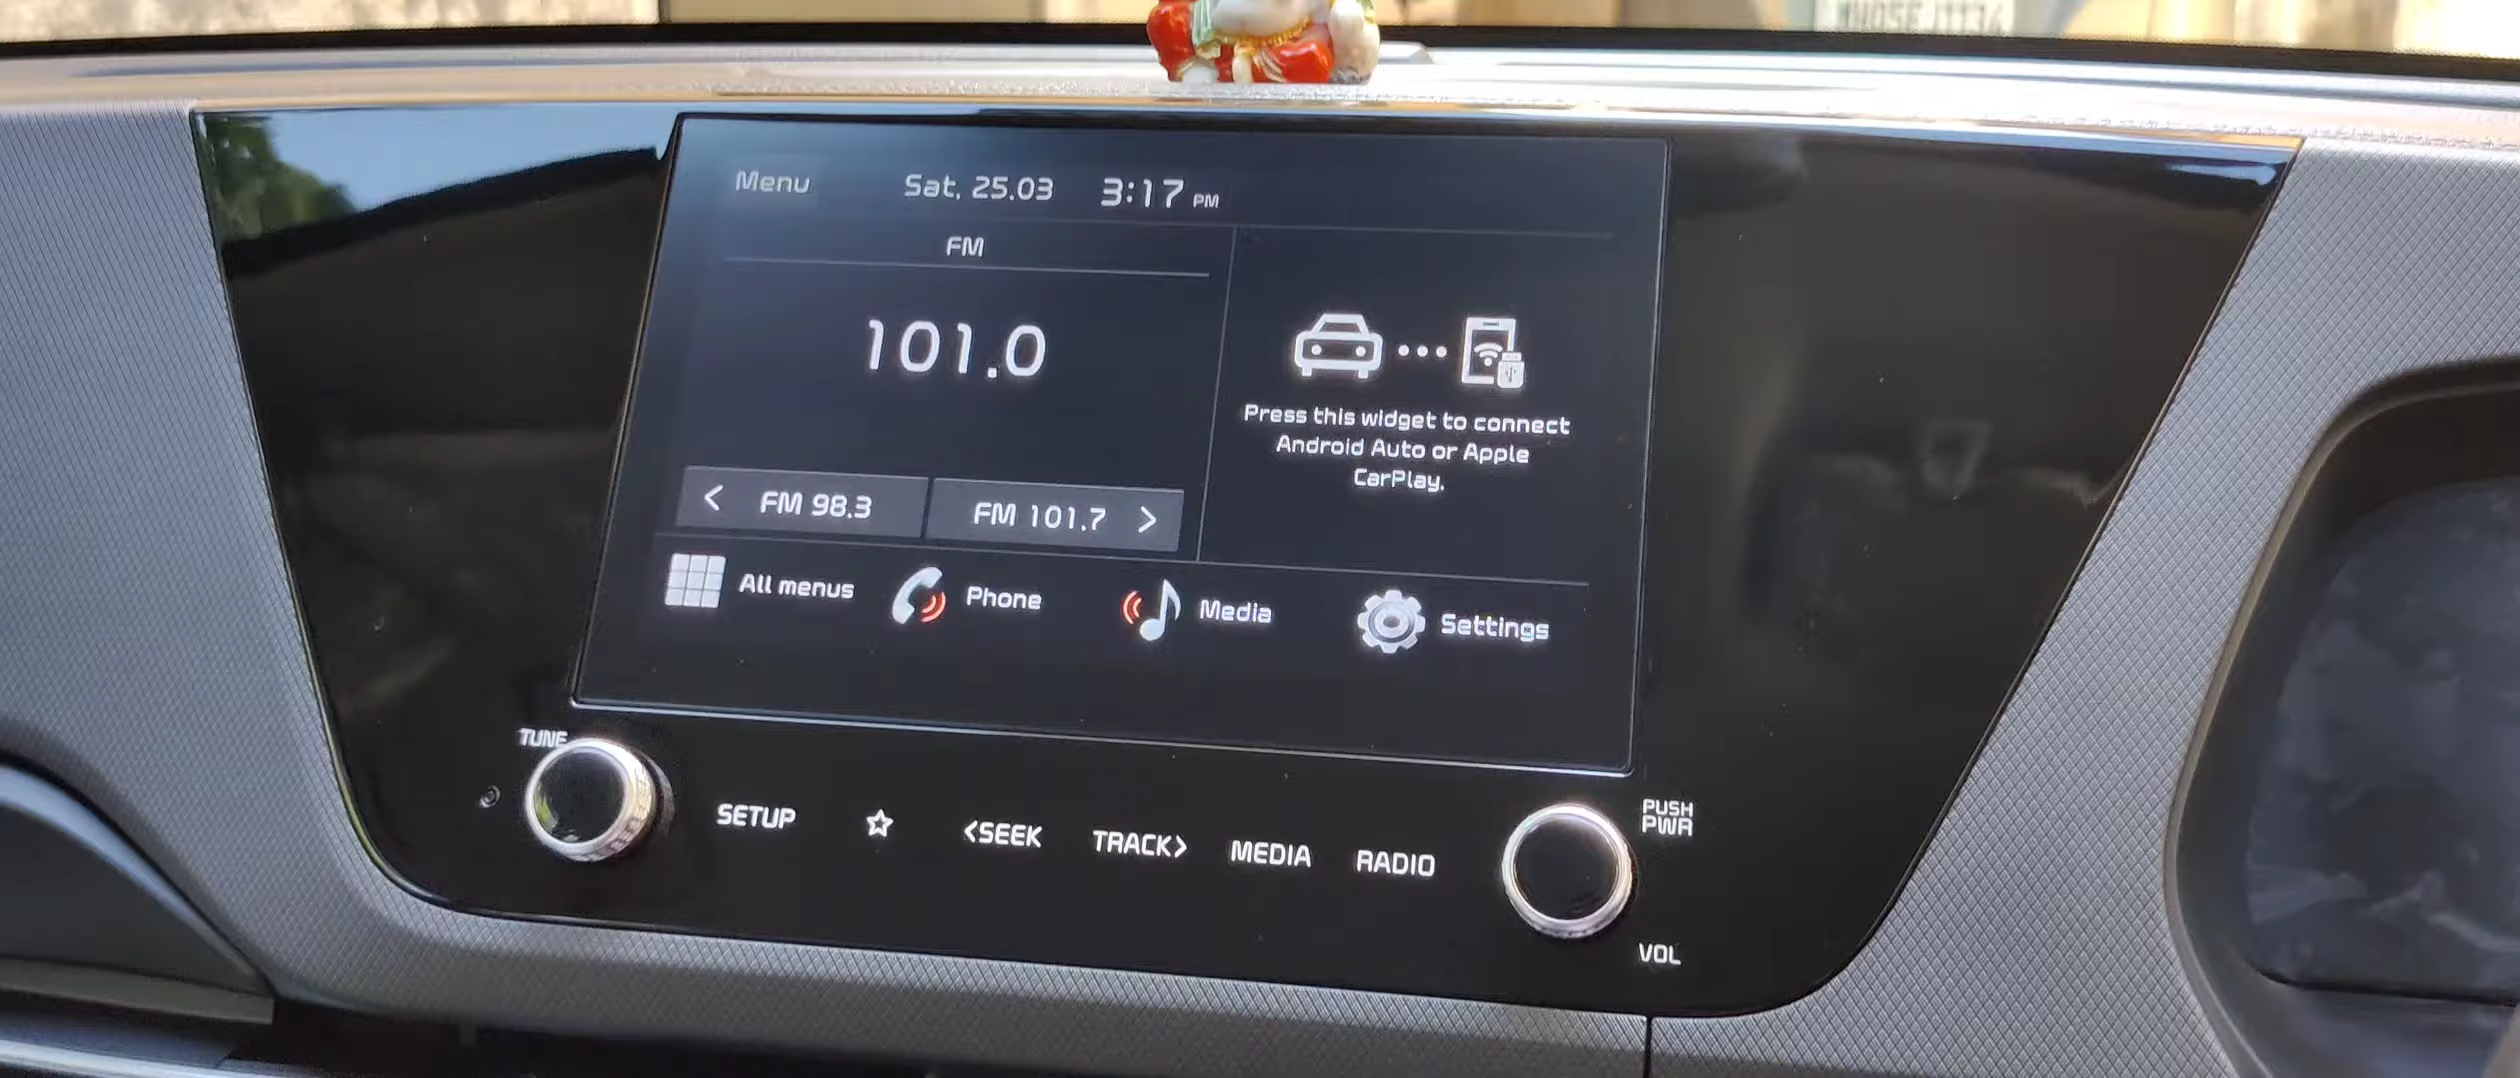 Menu Sat, 25.03 3:17 PM
FM
101.0
Press this widget to connect
Android Auto or Apple
CarPlay.
< FM 98.3
FM 101.7 >
All menus
Phone
Media
Settings
TUNE
SETUP
<SEEK
TRACK>
MEDIA
RADIO
PUSH
PWR
VOL